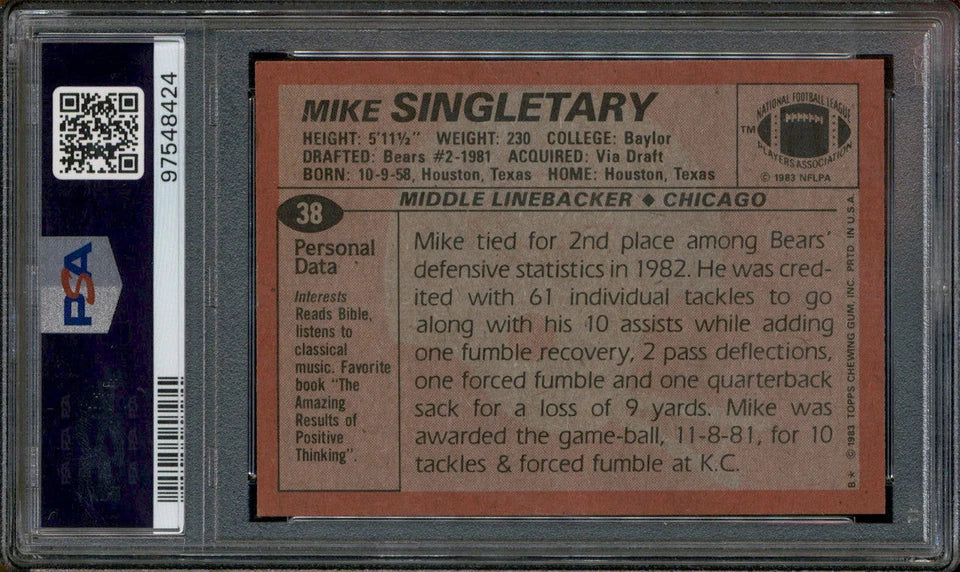 97548424
PSA
MIKE SINGLETARY
HEIGHT: 5'11½" WEIGHT: 230 COLLEGE: Baylor
DRAFTED: Bears #2-1981 ACQUIRED: Via Draft
BORN: 10-9-58, Houston, Texas HOME: Houston, Texas
TM
NATIONAL FOOTBALL LEAGUE
PLAYERS ASSOCIATION
© 1983 NFLPA
MIDDLE LINEBACKER ◆ CHICAGO
38
Personal
Data
Interests
Reads Bible,
listens to
classical
music. Favorite
book "The
Amazing
Results of
Positive
Thinking".
Mike tied for 2nd place among Bears'
defensive statistics in 1982. He was cred-
ited with 61 individual tackles to go
along with his 10 assists while adding
one fumble recovery, 2 pass deflections,
one forced fumble and one quarterback
sack for a loss of 9 yards. Mike was
awarded the game-ball, 11-8-81, for 10
tackles & forced fumble at K.C.
B.★ © 1983 TOPPS CHEWING GUM, INC. PRTD. IN U.S.A.